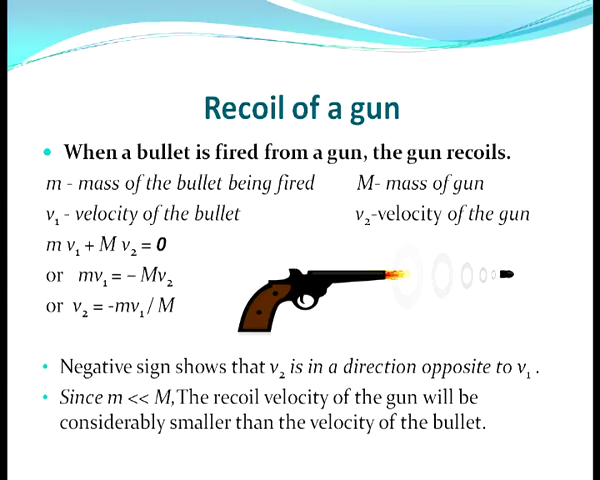 Recoil of a gun
• When a bullet is fired from a gun, the gun recoils.
m - mass of the bullet being fired M- mass of gun
v₁ - velocity of the bullet v₂-velocity of the gun
m v₁ + M v₂ = 0
or mv₁ = – Mv₂
or v₂ = -mv₁ / M
• Negative sign shows that v₂ is in a direction opposite to v₁ .
• Since m << M,The recoil velocity of the gun will be
considerably smaller than the velocity of the bullet.